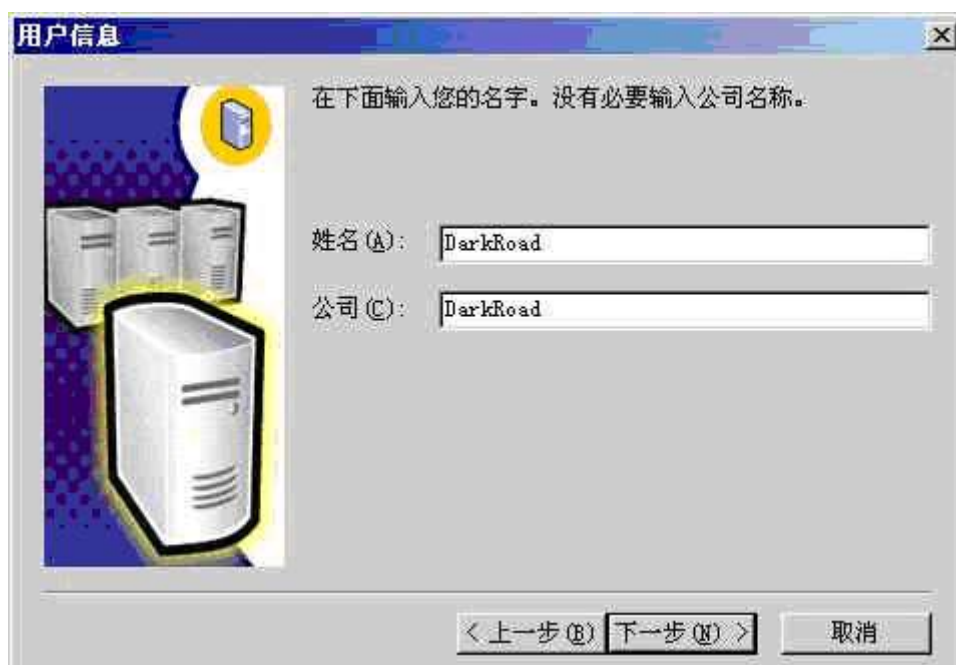 用户信息
在下面输入您的名字。没有必要输入公司名称。
姓名(A): DarkRoad
公司(C): DarkRoad
< 上一步(B) 下一步(N) > 取消